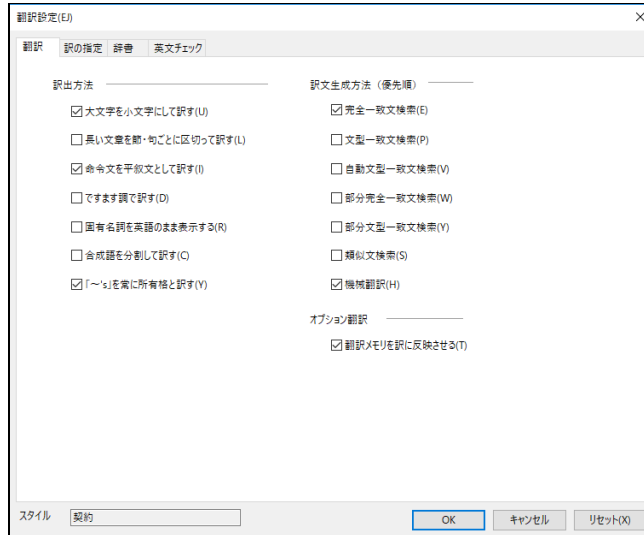 翻訳設定(EJ)
翻訳 訳の指定 辞書 英文チェック
訳出方法
大文字を小文字にして訳す(U)
長い文章を節・句ごとに区切って訳す(L)
命令文を平叙文として訳す(I)
ですます調で訳す(D)
固有名詞を英語のまま表示する(R)
合成語を分割して訳す(C)
「～'s」を常に所有格と訳す(Y)
訳文生成方法（優先順）
完全一致文検索(E)
文型一致文検索(P)
自動文型一致文検索(V)
部分完全一致文検索(W)
部分文型一致文検索(Y)
類似文検索(S)
機械翻訳(H)
オプション翻訳
翻訳メモリを訳に反映させる(T)
スタイル 契約
OK キャンセル リセット(X)